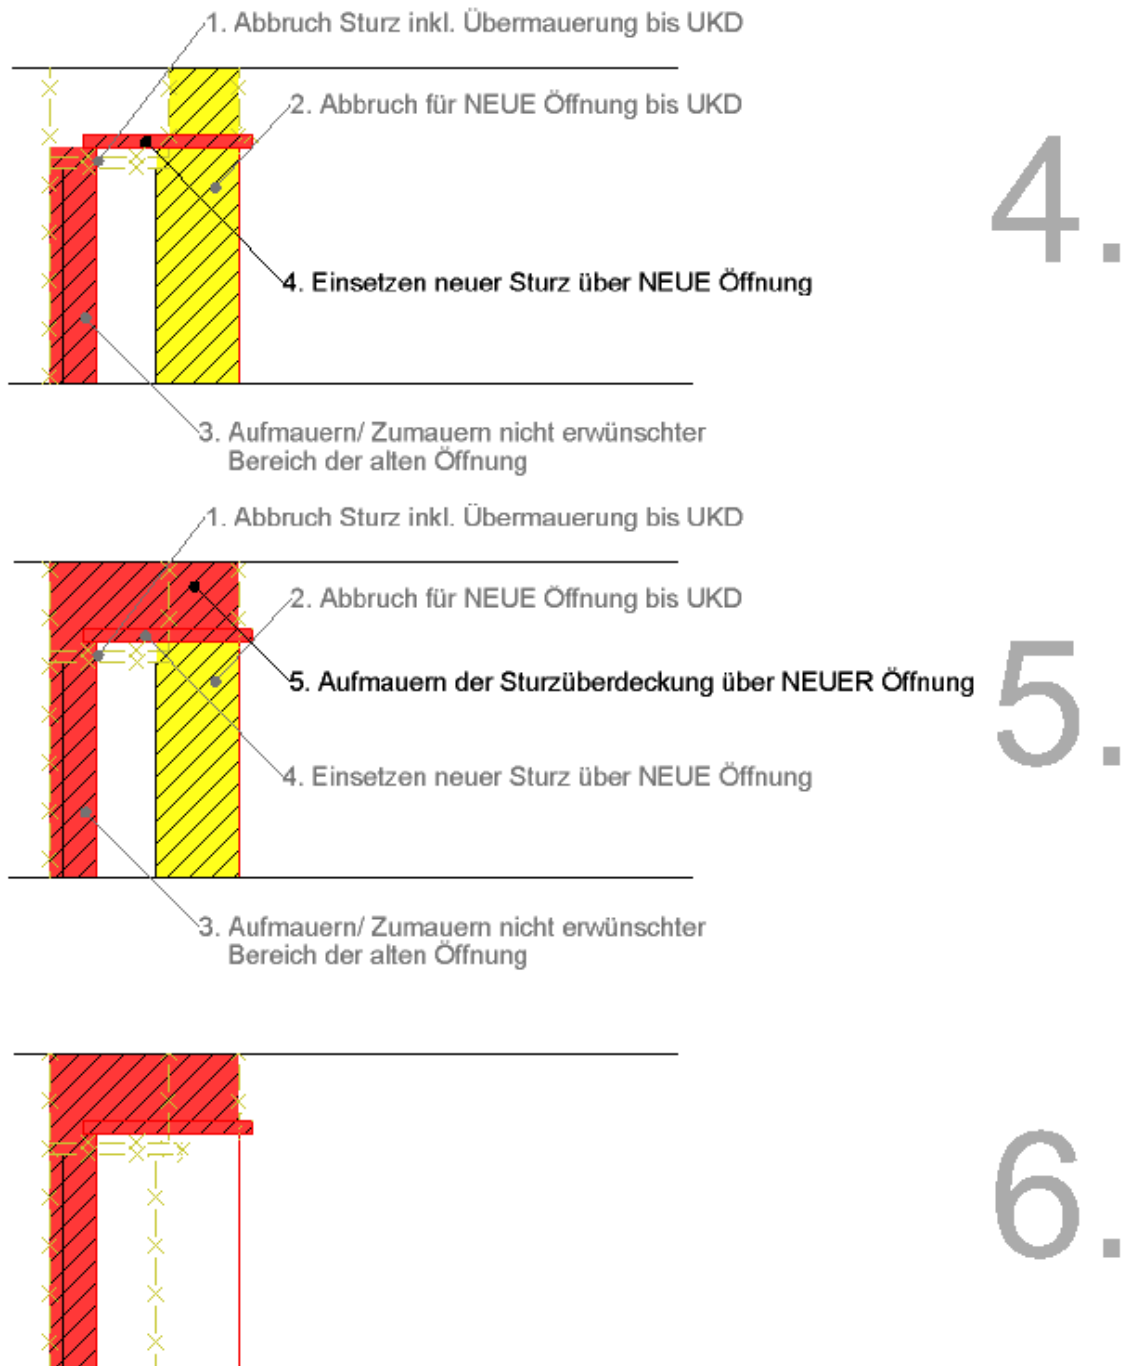 1. Abbruch Sturz inkl. Übermauerung bis UKD
2. Abbruch für NEUE Öffnung bis UKD
4.
4. Einsetzen neuer Sturz über NEUE Öffnung
3. Aufmauern/ Zumauern nicht erwünschter
Bereich der alten Öffnung
1. Abbruch Sturz inkl. Übermauerung bis UKD
2. Abbruch für NEUE Öffnung bis UKD
5. Aufmauern der Sturzüberdeckung über NEUER Öffnung
5.
4. Einsetzen neuer Sturz über NEUE Öffnung
3. Aufmauern/ Zumauern nicht erwünschter
Bereich der alten Öffnung
6.